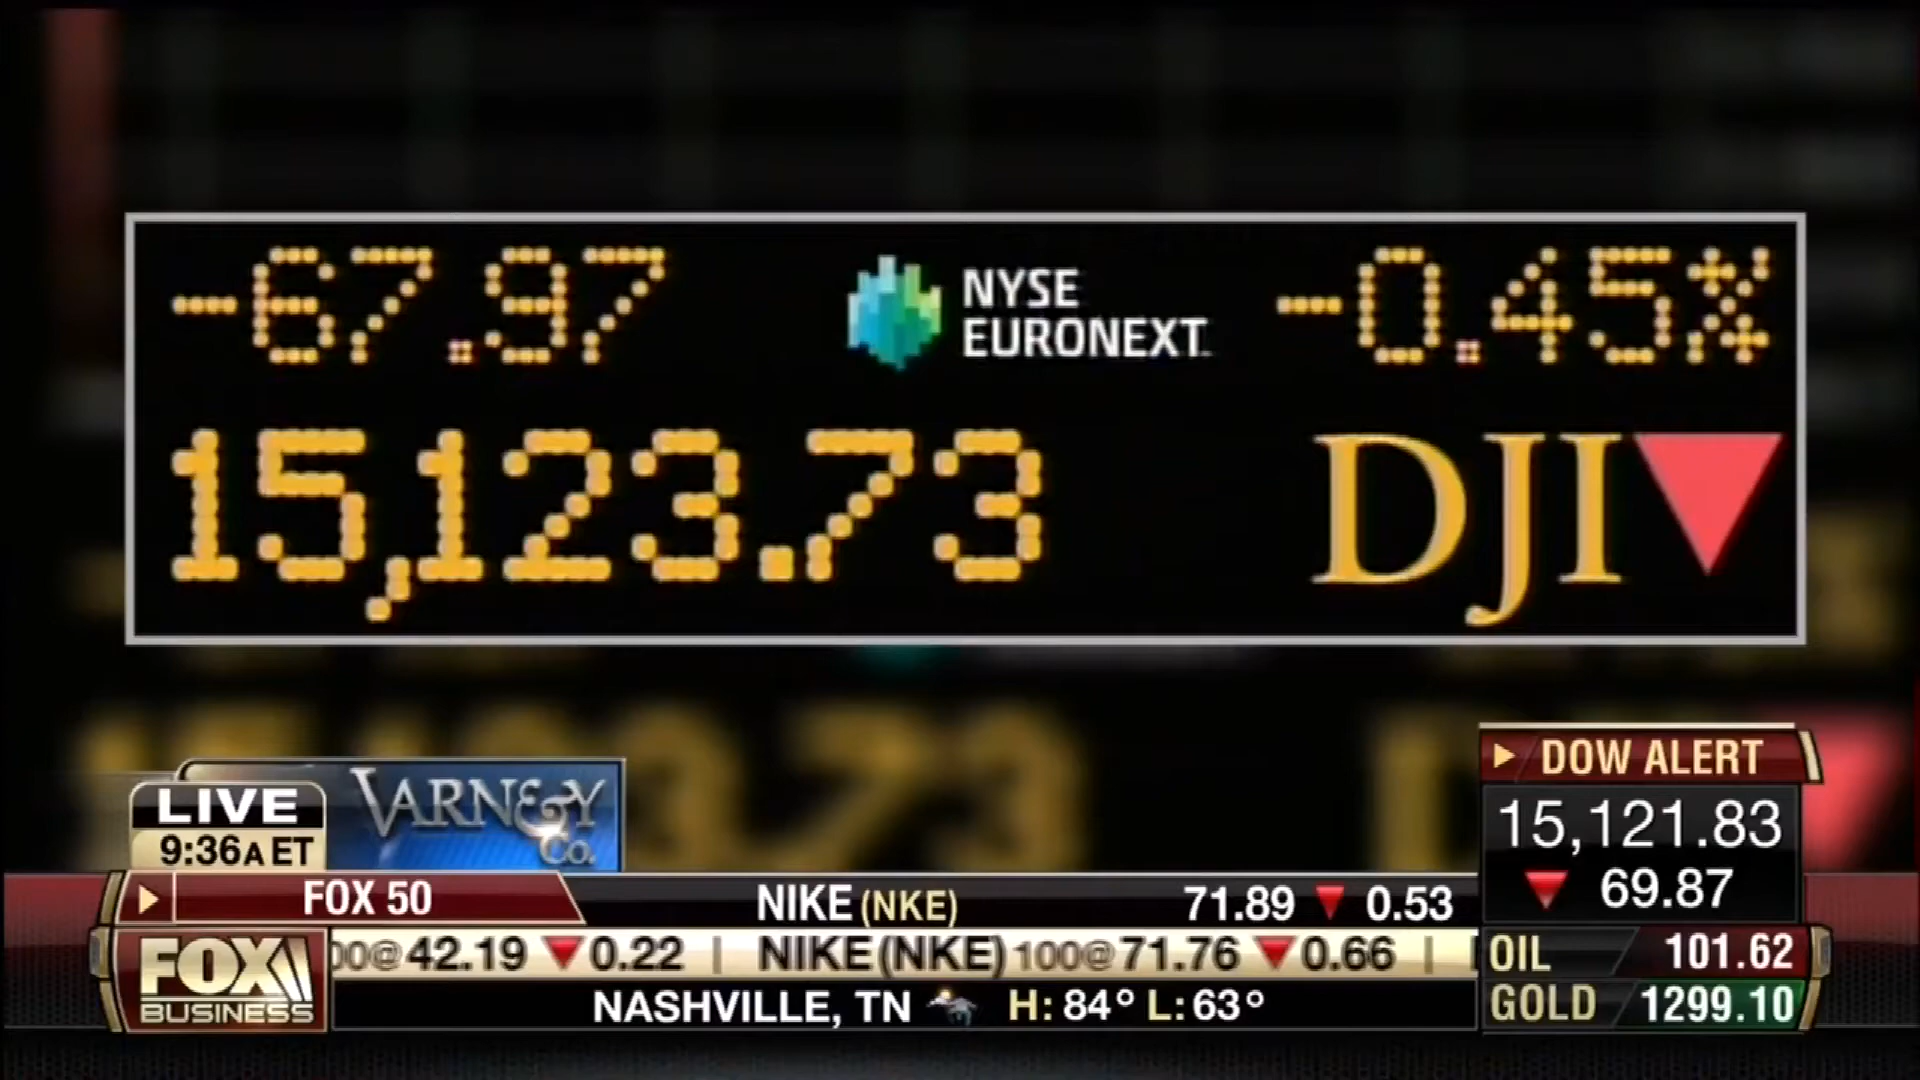 -67.97
NYSE
EURONEXT
-0.45%
15,123.73
DJI
LIVE
9:36A ET
VARNEY
& Co.
DOW ALERT
15,121.83
69.87
FOX 50
NIKE (NKE) 71.89 0.53
00@42.19 0.22 | NIKE (NKE) 100@71.76 0.66 |
OIL 101.62
FOX
BUSINESS
NASHVILLE, TN H: 84° L: 63°
GOLD 1299.10